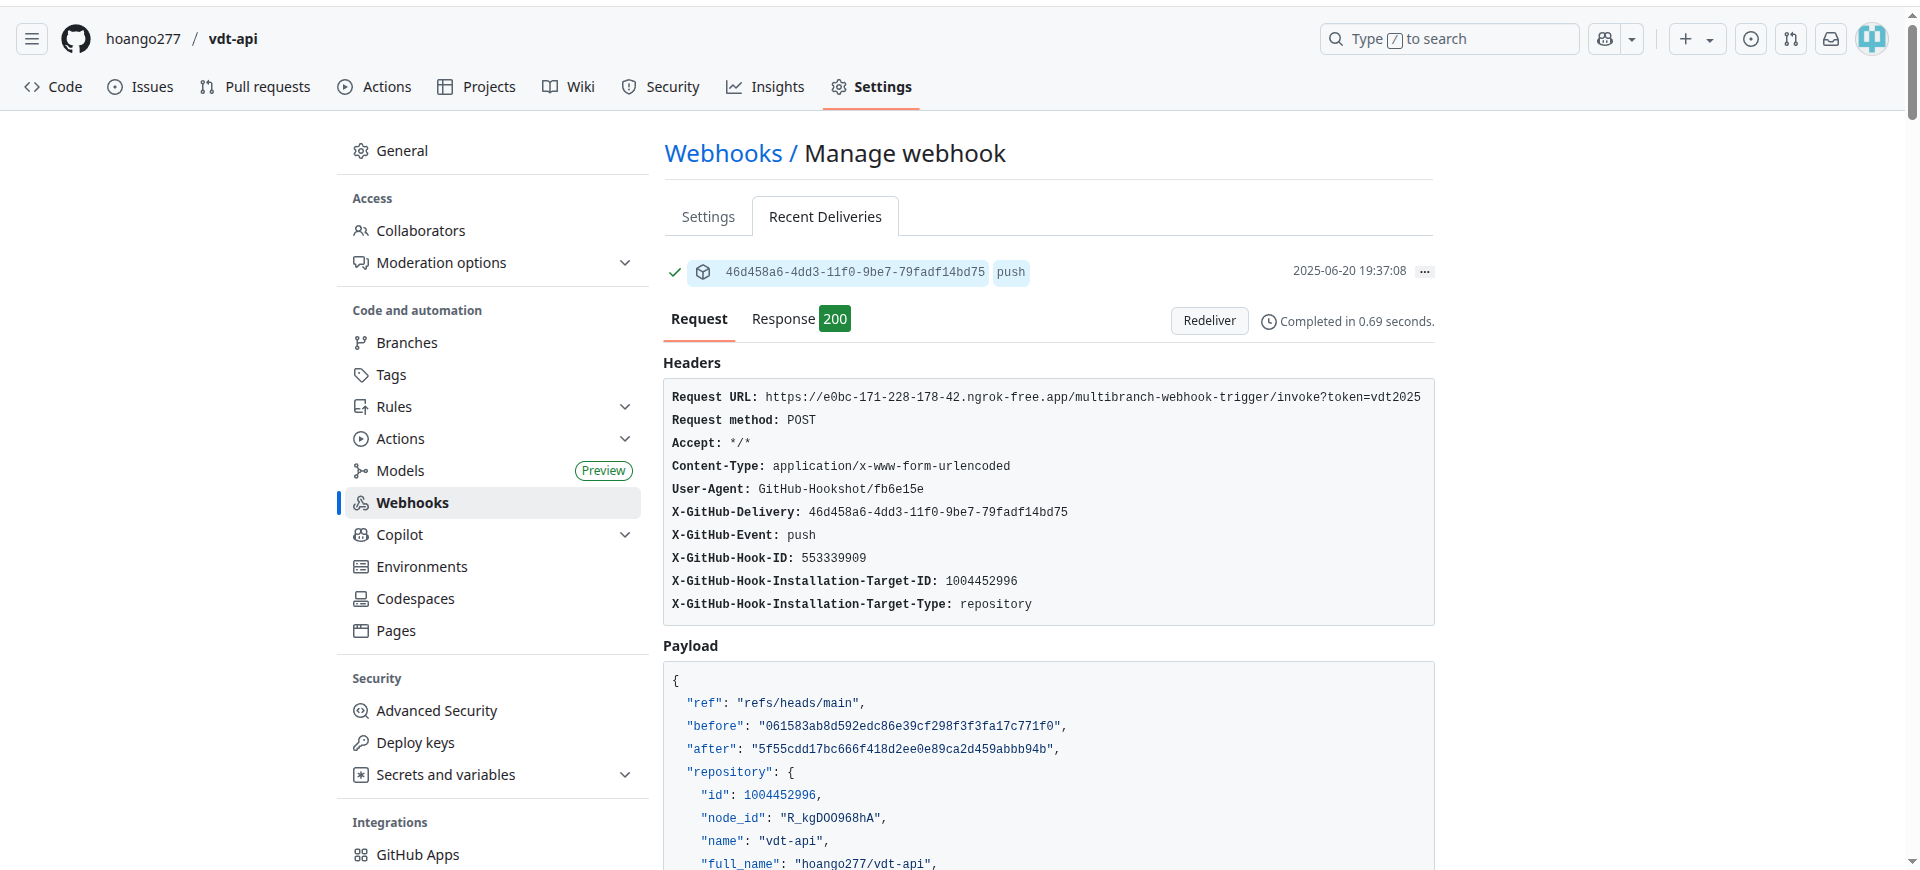 hoango277 / vdt-api
Type / to search
Code
Issues
Pull requests
Actions
Projects
Wiki
Security
Insights
Settings
General
Access
Collaborators
Moderation options
Code and automation
Branches
Tags
Rules
Actions
Models Preview
Webhooks
Copilot
Environments
Codespaces
Pages
Security
Advanced Security
Deploy keys
Secrets and variables
Integrations
GitHub Apps
Webhooks / Manage webhook
Settings
Recent Deliveries
46d458a6-4dd3-11f0-9be7-79fadf14bd75 push
2025-06-20 19:37:08 ...
Request
Response 200
Redeliver
Completed in 0.69 seconds.
Headers
Request URL: https://e0bc-171-228-178-42.ngrok-free.app/multibranch-webhook-trigger/invoke?token=vdt2025
Request method: POST
Accept: */*
Content-Type: application/x-www-form-urlencoded
User-Agent: GitHub-Hookshot/fb6e15e
X-GitHub-Delivery: 46d458a6-4dd3-11f0-9be7-79fadf14bd75
X-GitHub-Event: push
X-GitHub-Hook-ID: 553339909
X-GitHub-Hook-Installation-Target-ID: 1004452996
X-GitHub-Hook-Installation-Target-Type: repository
Payload
{
"ref": "refs/heads/main",
"before": "061583ab8d592edc86e39cf298f3f3fa17c771f0",
"after": "5f55cdd17bc666f418d2ee0e89ca2d459abbb94b",
"repository": {
"id": 1004452996,
"node_id": "R_kgDOO968hA",
"name": "vdt-api",
"full_name": "hoango277/vdt-api",